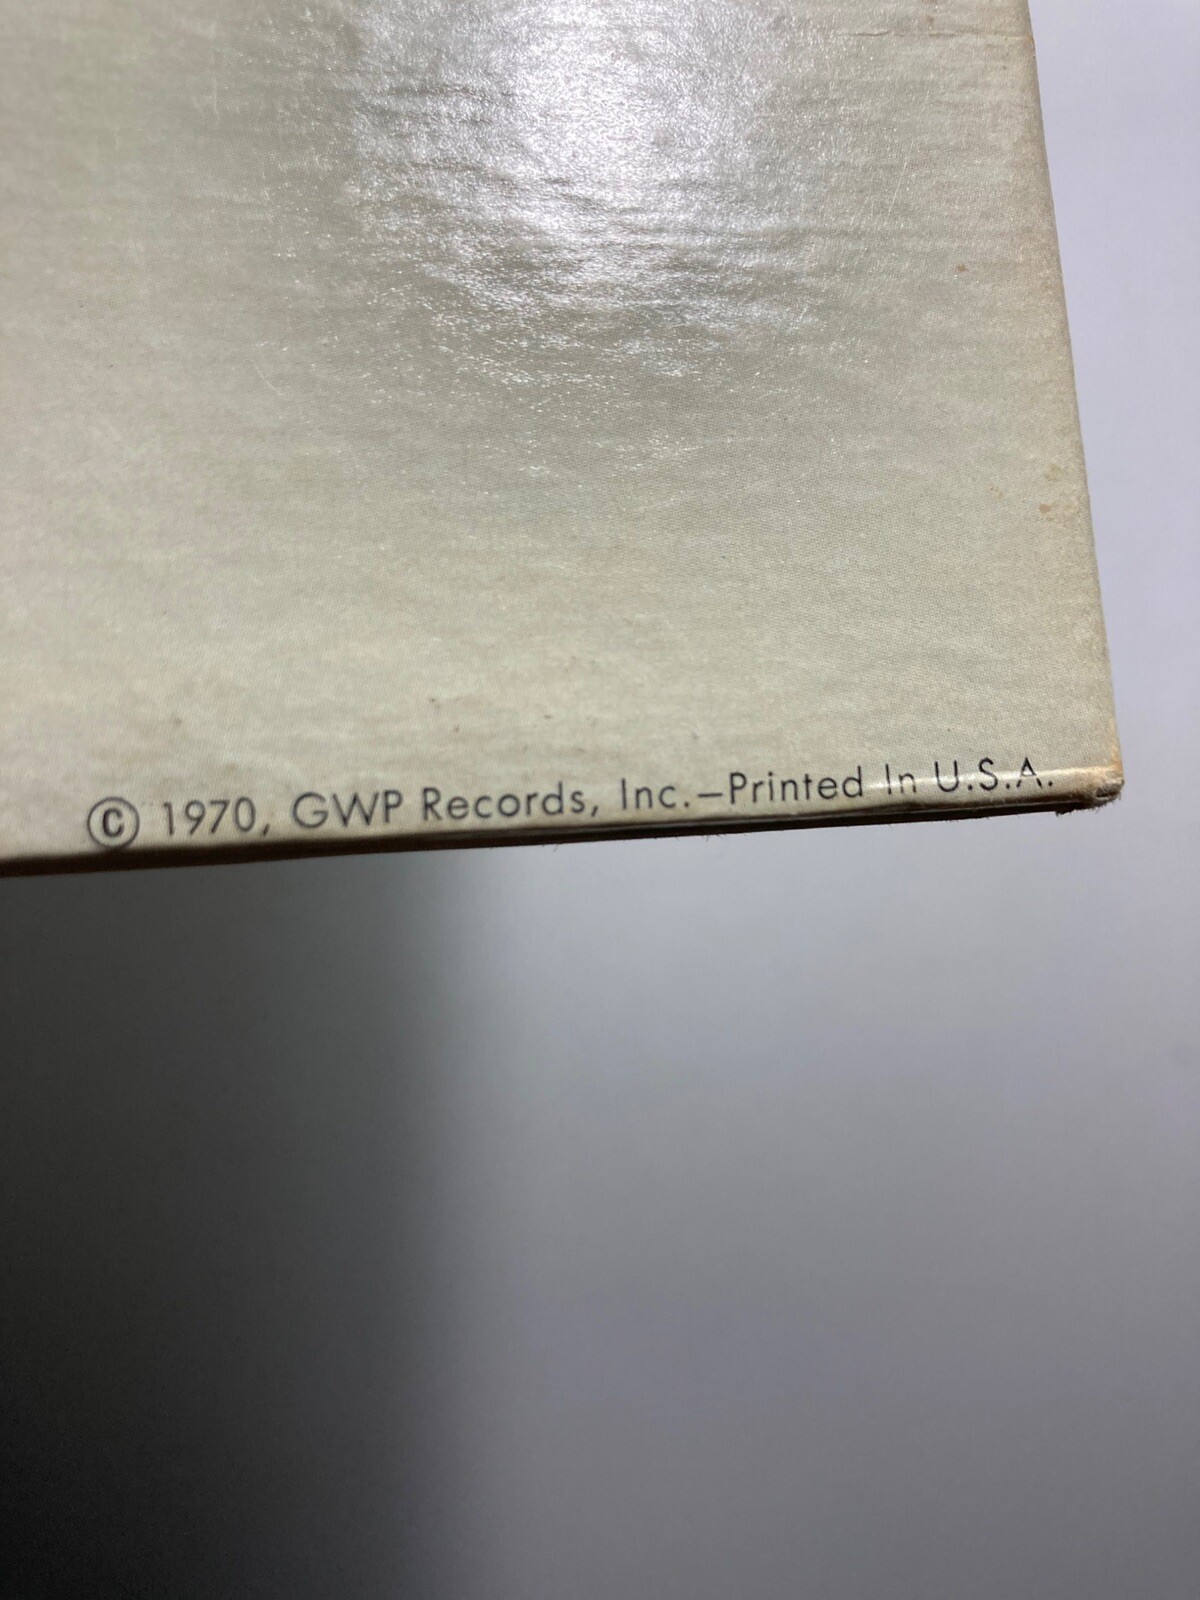 © 1970, GWP Records, Inc.–Printed In U.S.A.